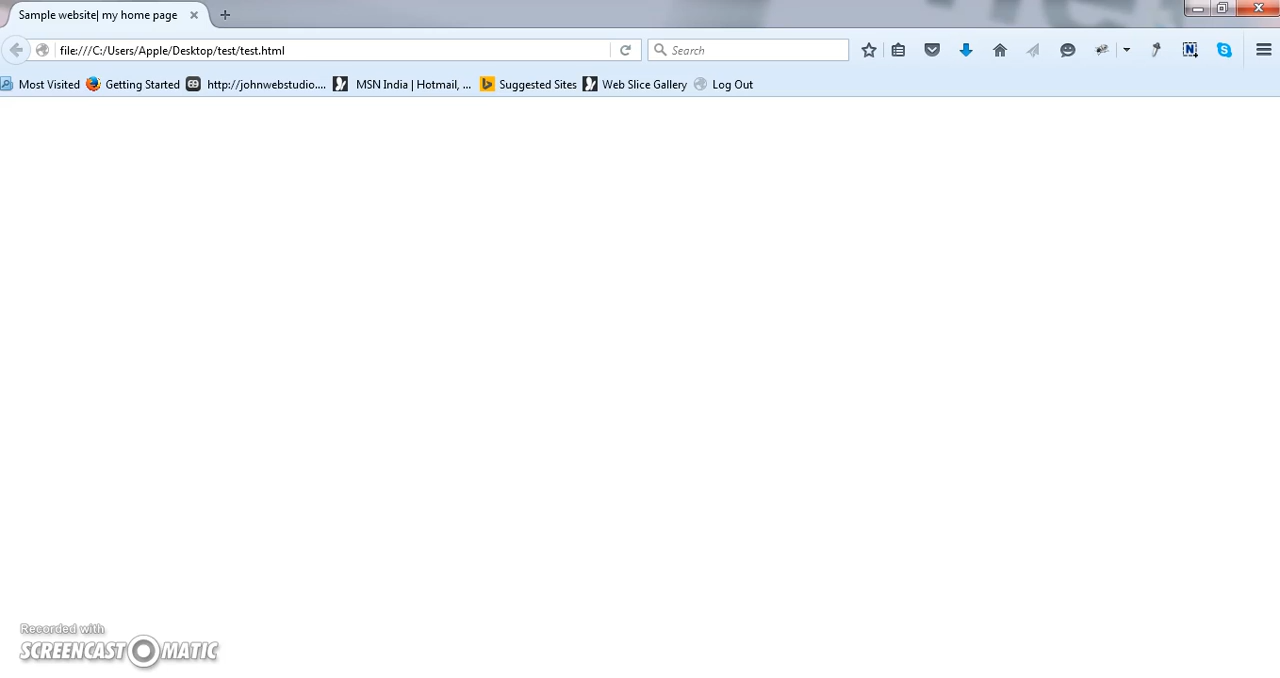 Sample website| my home page
file:///C:/Users/Apple/Desktop/test/test.html
Search
Most Visited
Getting Started
http://johnwebstudio....
MSN India | Hotmail, ...
Suggested Sites
Web Slice Gallery
Log Out
Recorded with
SCREENCAST-O-MATIC